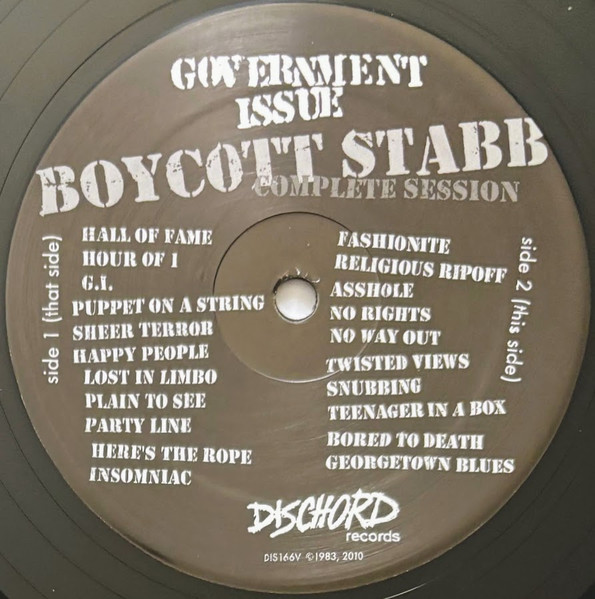 GOVERNMENT
ISSUE
BOYCOTT STABB
COMPLETE SESSION
side 1 (that side)
HALL OF FAME
HOUR OF 1
G.I.
PUPPET ON A STRING
SHEER TERROR
HAPPY PEOPLE
LOST IN LIMBO
PLAIN TO SEE
PARTY LINE
HERE'S THE ROPE
INSOMNIAC
FASHIONITE
RELIGIOUS RIPOFF
ASSHOLE
NO RIGHTS
NO WAY OUT
TWISTED VIEWS
SNUBBING
TEENAGER IN A BOX
BORED TO DEATH
GEORGETOWN BLUES
side 2 (this side)
DISCHORD
records
DIS166V ©1983, 2010